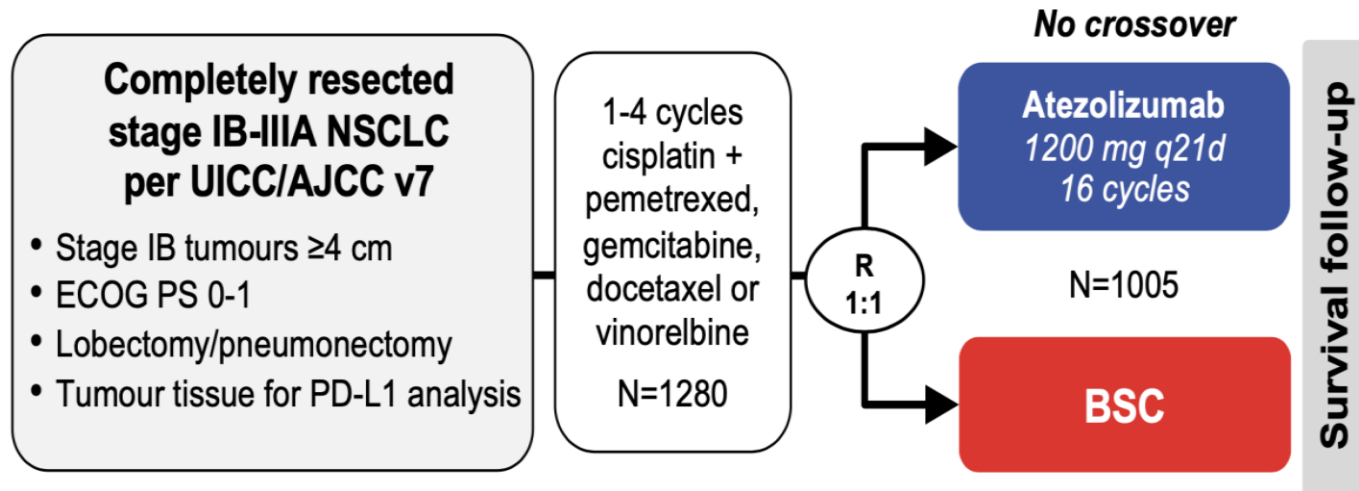 Completely resected
stage IB-IIIA NSCLC
per UICC/AJCC v7
• Stage IB tumours ≥4 cm
• ECOG PS 0-1
• Lobectomy/pneumonectomy
• Tumour tissue for PD-L1 analysis
1-4 cycles
cisplatin +
pemetrexed,
gemcitabine,
docetaxel or
vinorelbine
N=1280
R
1:1
No crossover
Atezolizumab
1200 mg q21d
16 cycles
N=1005
BSC
Survival follow-up